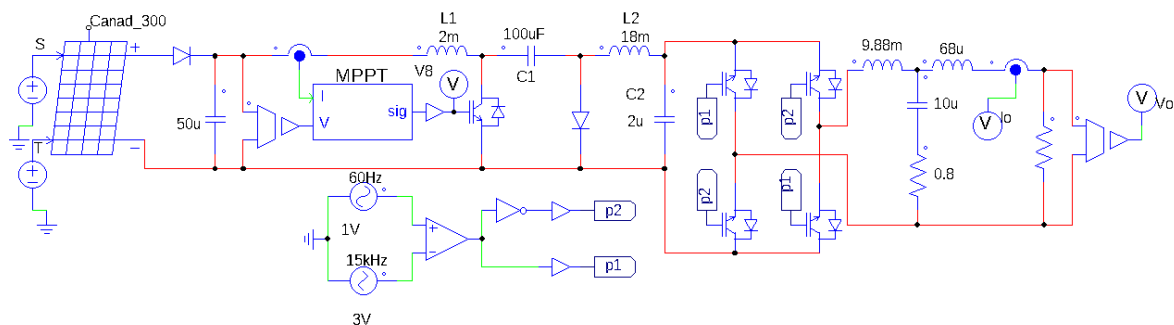 Canad_300
L1
2m
100uF
C1
L2
18m
9.88m
68u
S
+
MPPT
V8
V
I
V
sig
50u
C2
2u
p1
p2
10u
V
Io
V
Vo
T
−
p2
p1
0.8
60Hz
1V
+
−
p2
p1
15kHz
3V